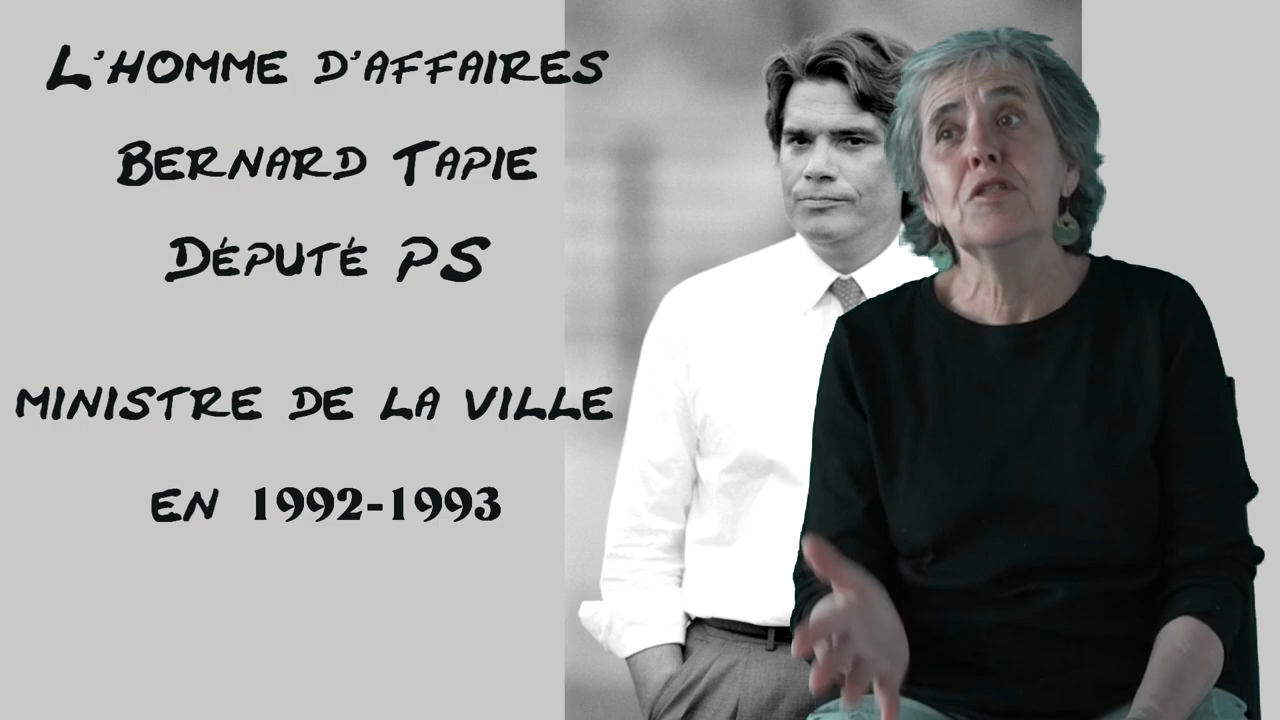 L'HOMME D'AFFAIRES
BERNARD TAPIE
DÉPUTÉ PS
MINISTRE DE LA VILLE
EN 1992-1993